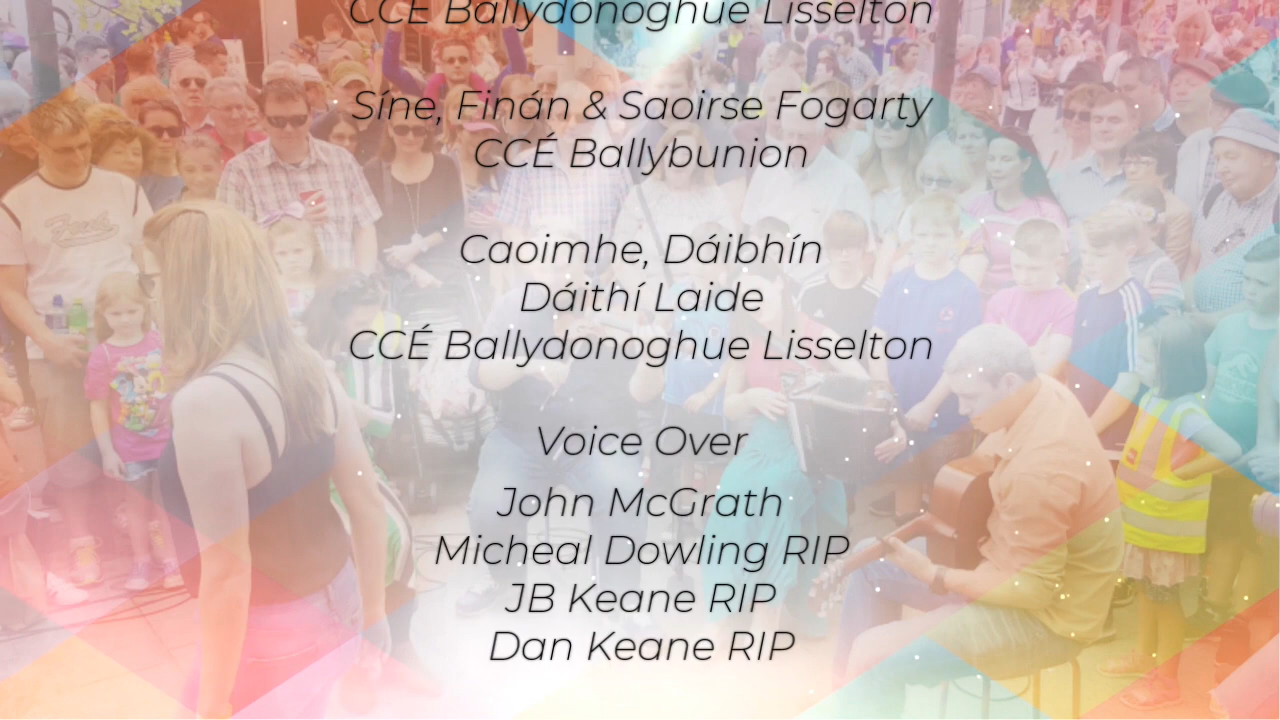 CCÉ Ballydonoghue Lisselton
Síne, Finán & Saoirse Fogarty
CCÉ Ballybunion
Caoimhe, Dáibhín
Dáithí Laide
CCÉ Ballydonoghue Lisselton
Voice Over
John McGrath
Micheal Dowling RIP
JB Keane RIP
Dan Keane RIP